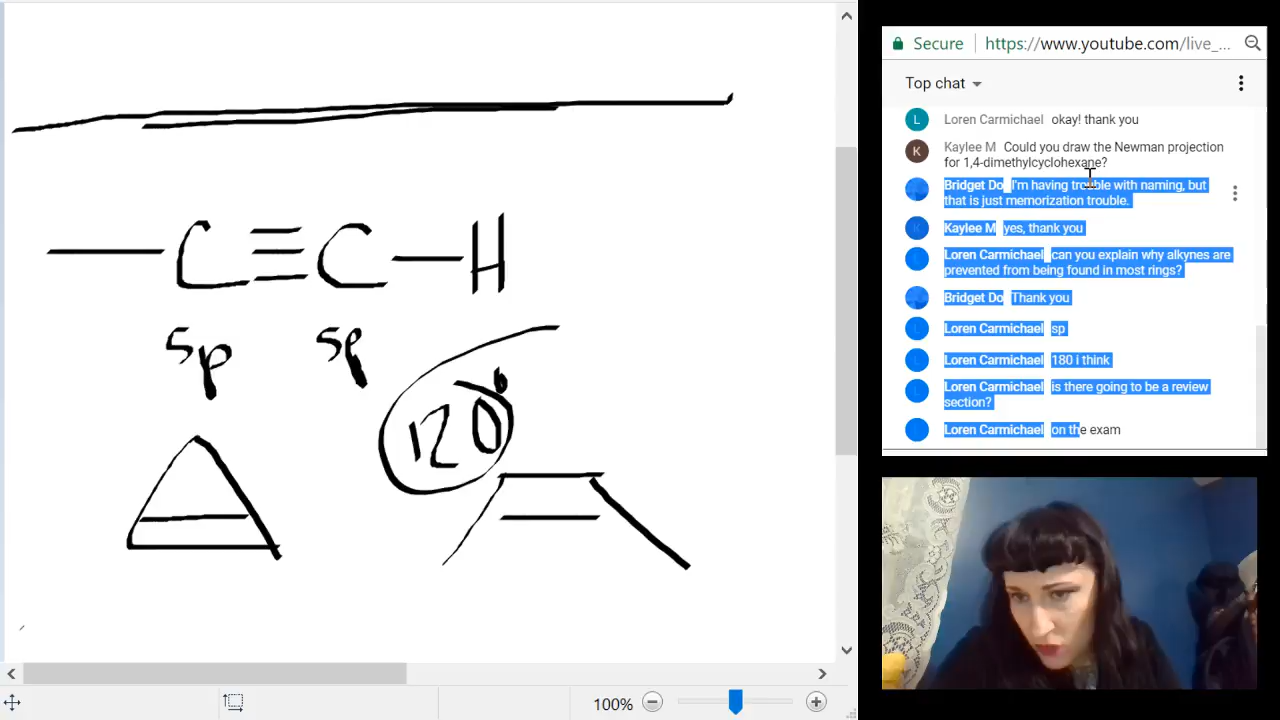 C≡C—H
sp sp
120°
100%
Secure https://www.youtube.com/live_...
Top chat
L Loren Carmichael okay! thank you
K Kaylee M Could you draw the Newman projection
for 1,4-dimethylcyclohexane?
Bridget Do I'm having trouble with naming, but
that is just memorization trouble.
K Kaylee M yes, thank you
L Loren Carmichael can you explain why alkynes are
prevented from being found in most rings?
Bridget Do Thank you
L Loren Carmichael sp
L Loren Carmichael 180 i think
L Loren Carmichael is there going to be a review
section?
L Loren Carmichael on the exam